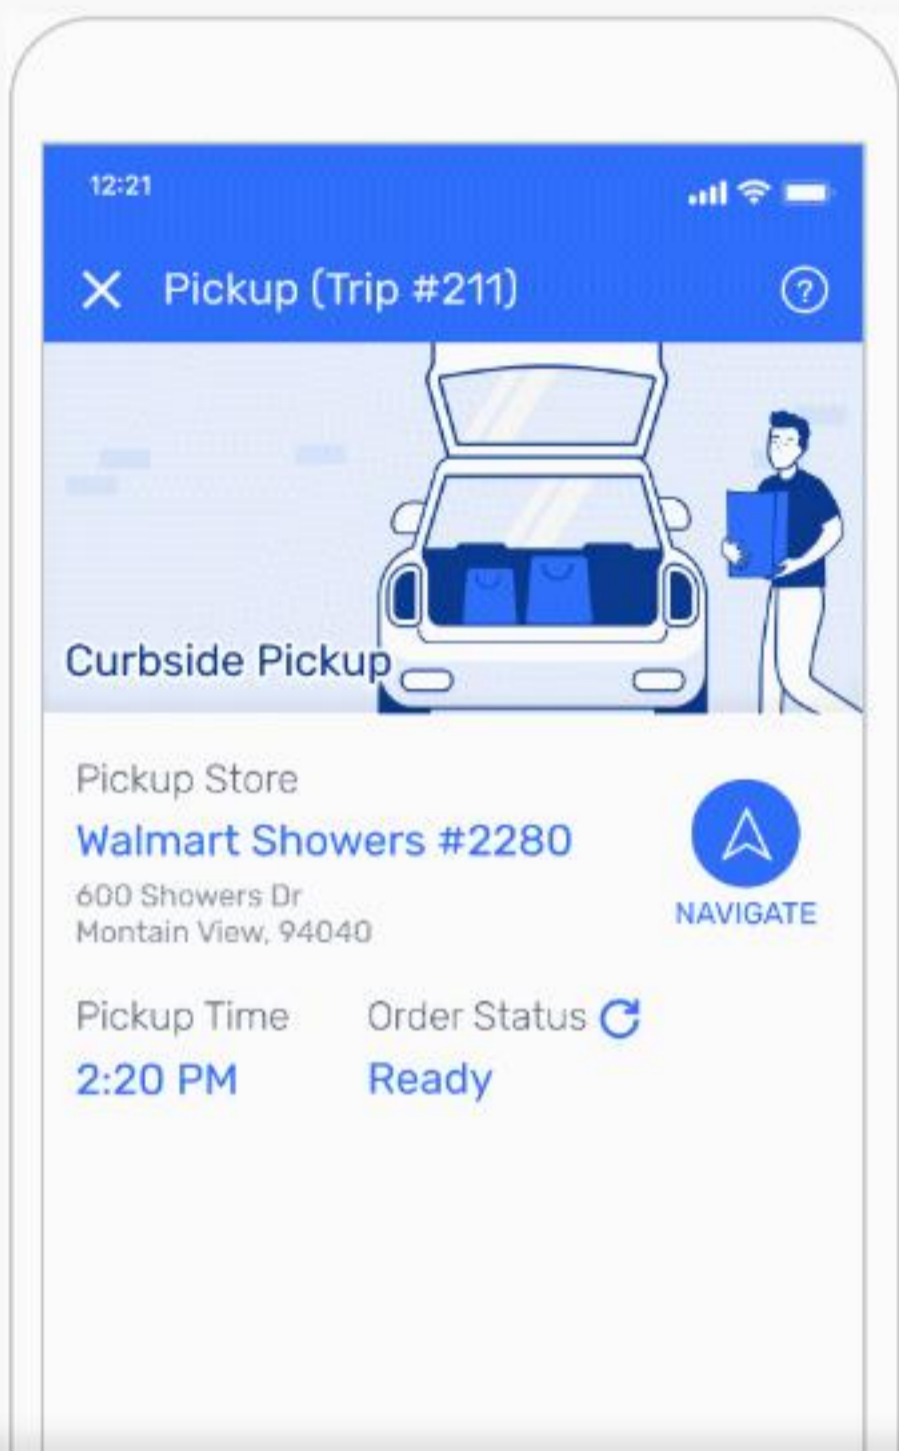 12:21
Pickup (Trip #211)
?
Curbside Pickup
Pickup Store
Walmart Showers #2280
600 Showers Dr
Montain View, 94040
NAVIGATE
Pickup Time
Order Status
2:20 PM
Ready